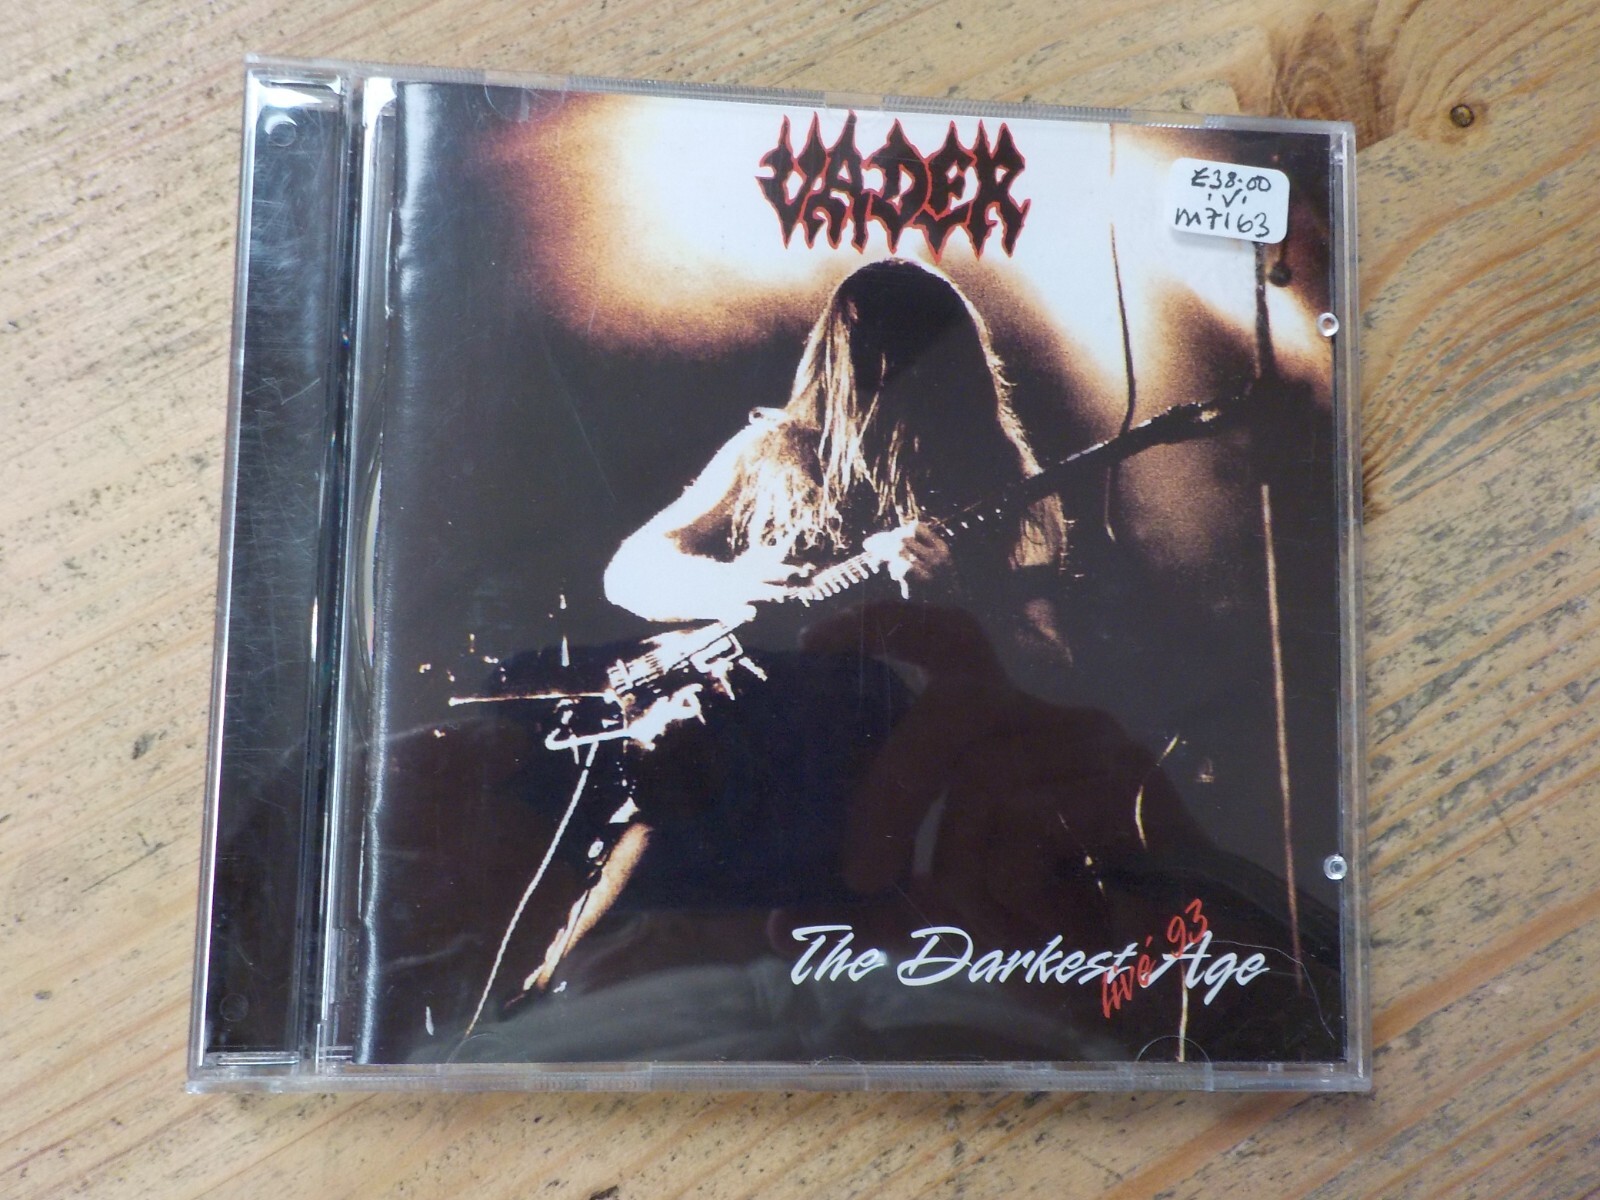 VADER
£38.00
.V.
M7163
The Darkest Age
live' 93